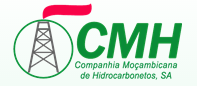 CMH
Companhia Moçambicana
de Hidrocarbonetos, SA